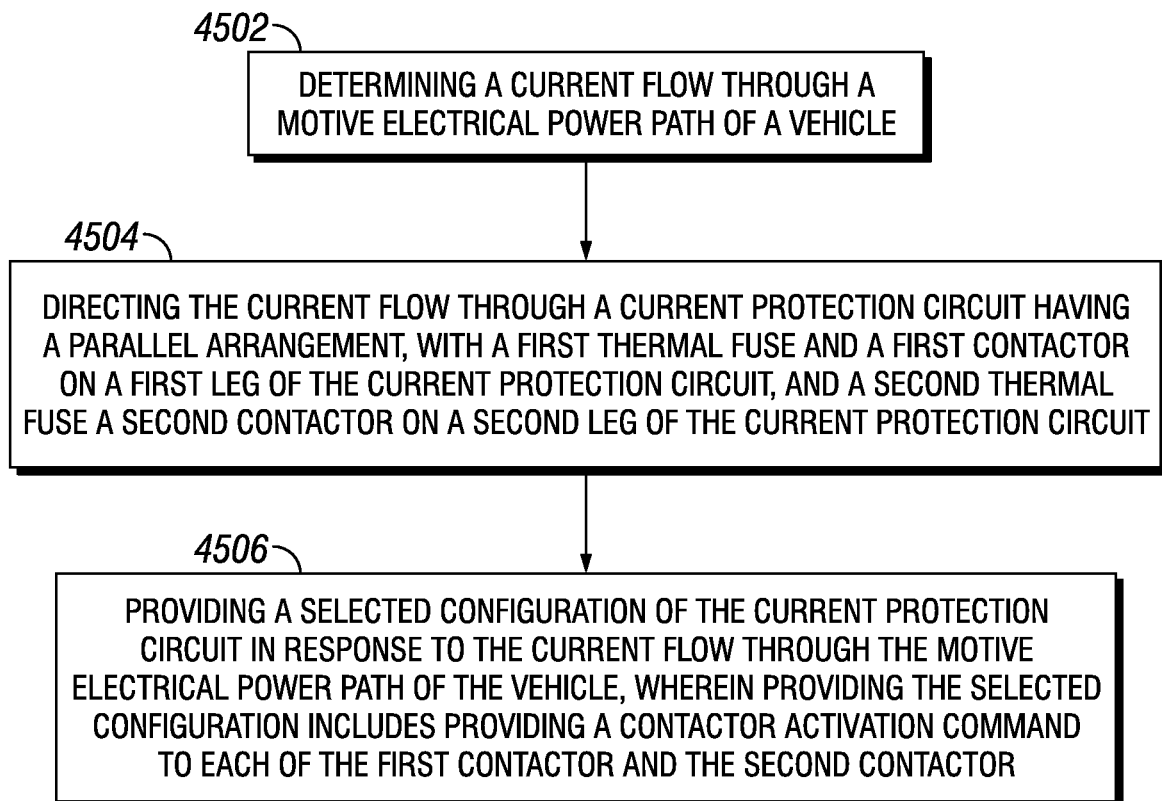 4502
DETERMINING A CURRENT FLOW THROUGH A
MOTIVE ELECTRICAL POWER PATH OF A VEHICLE
4504
DIRECTING THE CURRENT FLOW THROUGH A CURRENT PROTECTION CIRCUIT HAVING
A PARALLEL ARRANGEMENT, WITH A FIRST THERMAL FUSE AND A FIRST CONTACTOR
ON A FIRST LEG OF THE CURRENT PROTECTION CIRCUIT, AND A SECOND THERMAL
FUSE A SECOND CONTACTOR ON A SECOND LEG OF THE CURRENT PROTECTION CIRCUIT
4506
PROVIDING A SELECTED CONFIGURATION OF THE CURRENT PROTECTION
CIRCUIT IN RESPONSE TO THE CURRENT FLOW THROUGH THE MOTIVE
ELECTRICAL POWER PATH OF THE VEHICLE, WHEREIN PROVIDING THE SELECTED
CONFIGURATION INCLUDES PROVIDING A CONTACTOR ACTIVATION COMMAND
TO EACH OF THE FIRST CONTACTOR AND THE SECOND CONTACTOR